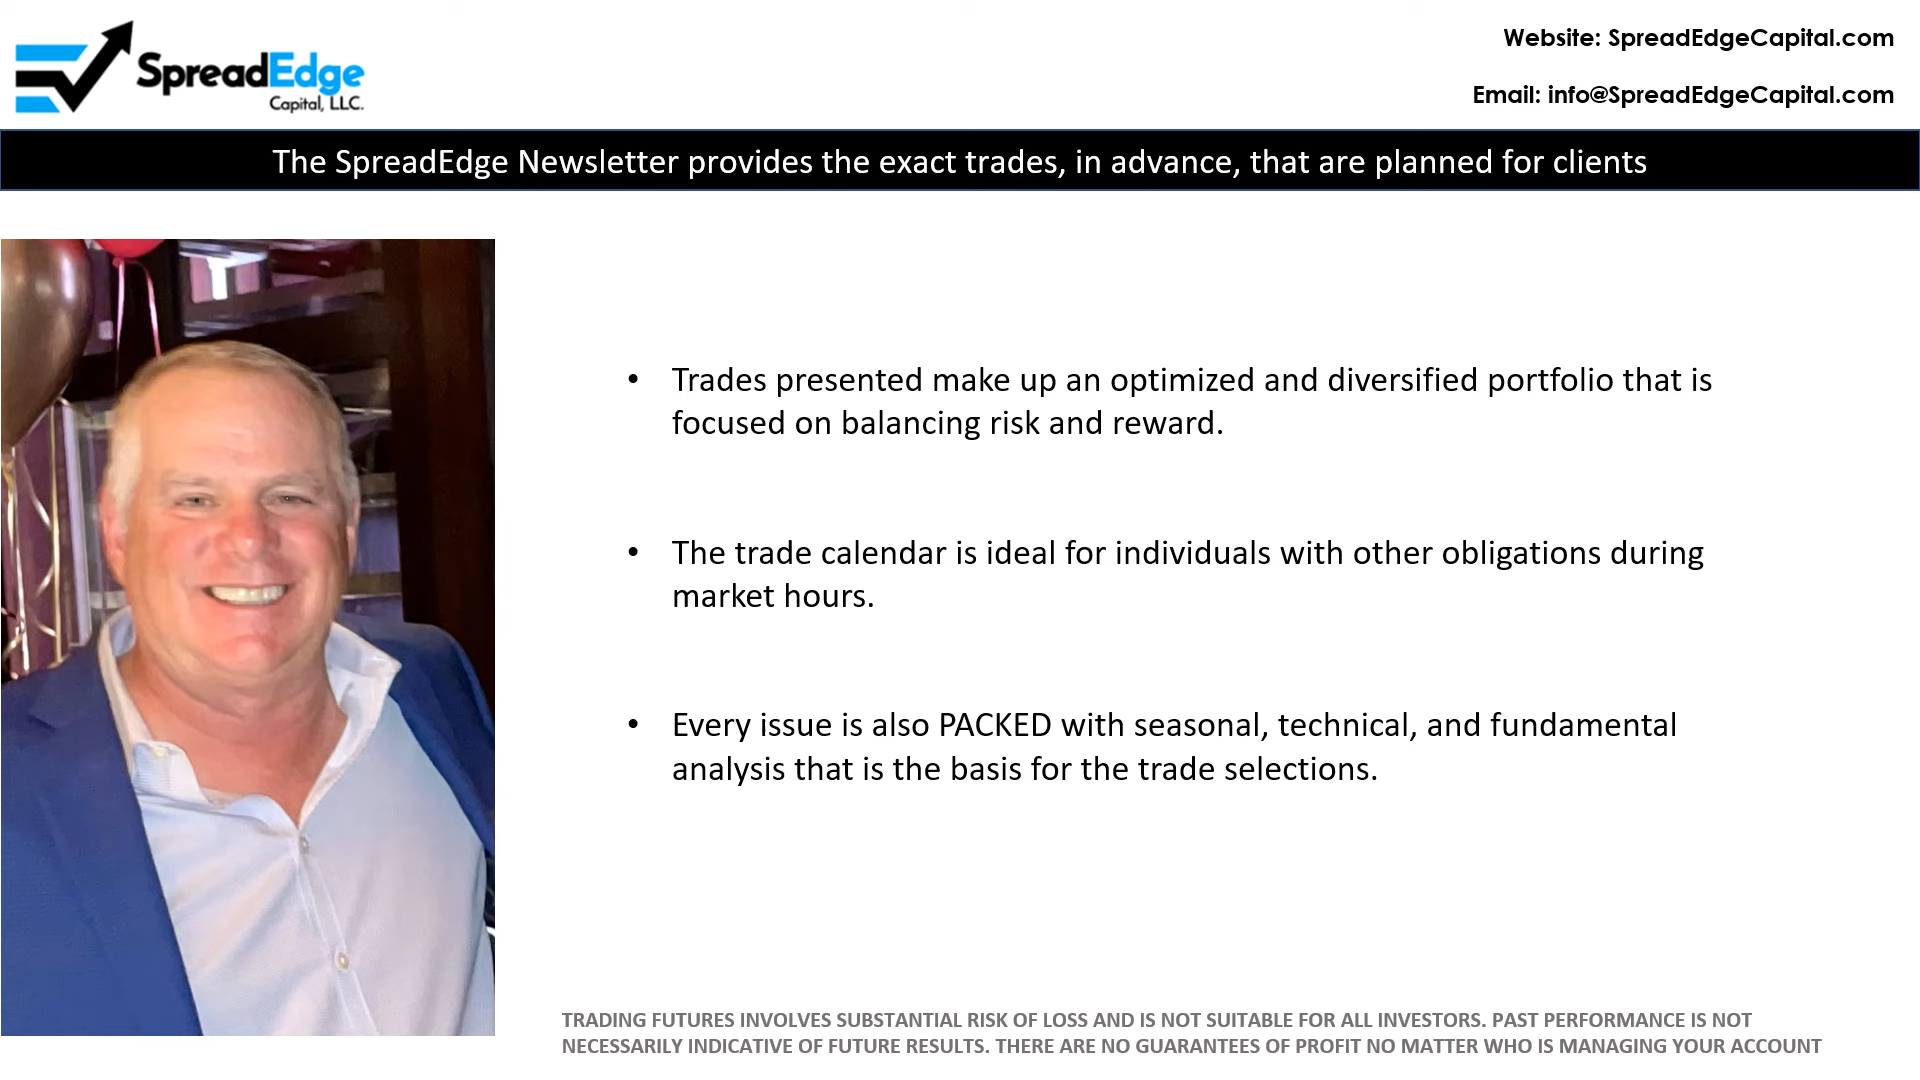 SpreadEdge
Capital, LLC.
Website: SpreadEdgeCapital.com
Email: info@SpreadEdgeCapital.com
The SpreadEdge Newsletter provides the exact trades, in advance, that are planned for clients
• Trades presented make up an optimized and diversified portfolio that is
focused on balancing risk and reward.
• The trade calendar is ideal for individuals with other obligations during
market hours.
• Every issue is also PACKED with seasonal, technical, and fundamental
analysis that is the basis for the trade selections.
TRADING FUTURES INVOLVES SUBSTANTIAL RISK OF LOSS AND IS NOT SUITABLE FOR ALL INVESTORS. PAST PERFORMANCE IS NOT
NECESSARILY INDICATIVE OF FUTURE RESULTS. THERE ARE NO GUARANTEES OF PROFIT NO MATTER WHO IS MANAGING YOUR ACCOUNT